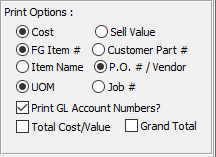 Print Options :
Cost Sell Value
FG Item # Customer Part #
Item Name P.O. # / Vendor
UOM Job #
Print GL Account Numbers?
Total Cost/Value Grand Total